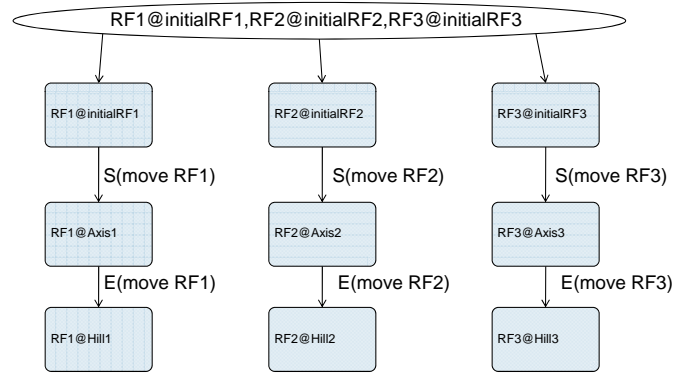 RF1@initialRF1,RF2@initialRF2,RF3@initialRF3
RF1@initialRF1
RF2@initialRF2
RF3@initialRF3
S(move RF1)
S(move RF2)
S(move RF3)
RF1@Axis1
RF2@Axis2
RF3@Axis3
E(move RF1)
E(move RF2)
E(move RF3)
RF1@Hill1
RF2@Hill2
RF3@Hill3